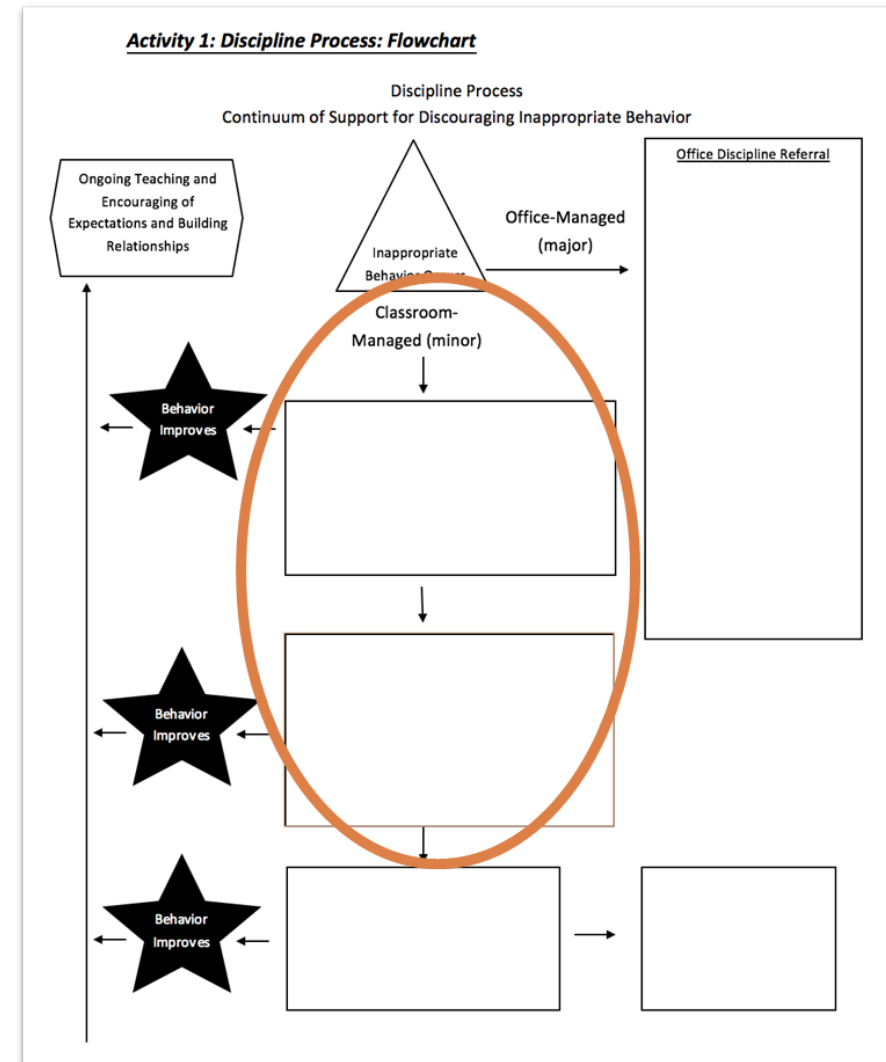 Activity 1: Discipline Process: Flowchart
Discipline Process
Continuum of Support for Discouraging Inappropriate Behavior
Ongoing Teaching and
Encouraging of
Expectations and Building
Relationships
Inappropriate
Behavior Occurs
Office-Managed
(major)
Office Discipline Referral
Classroom-
Managed (minor)
Behavior
Improves
Behavior
Improves
Behavior
Improves